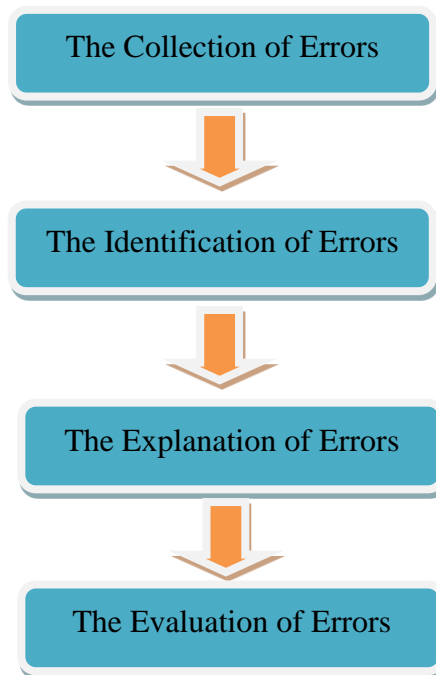 The Collection of Errors
The Identification of Errors
The Explanation of Errors
The Evaluation of Errors